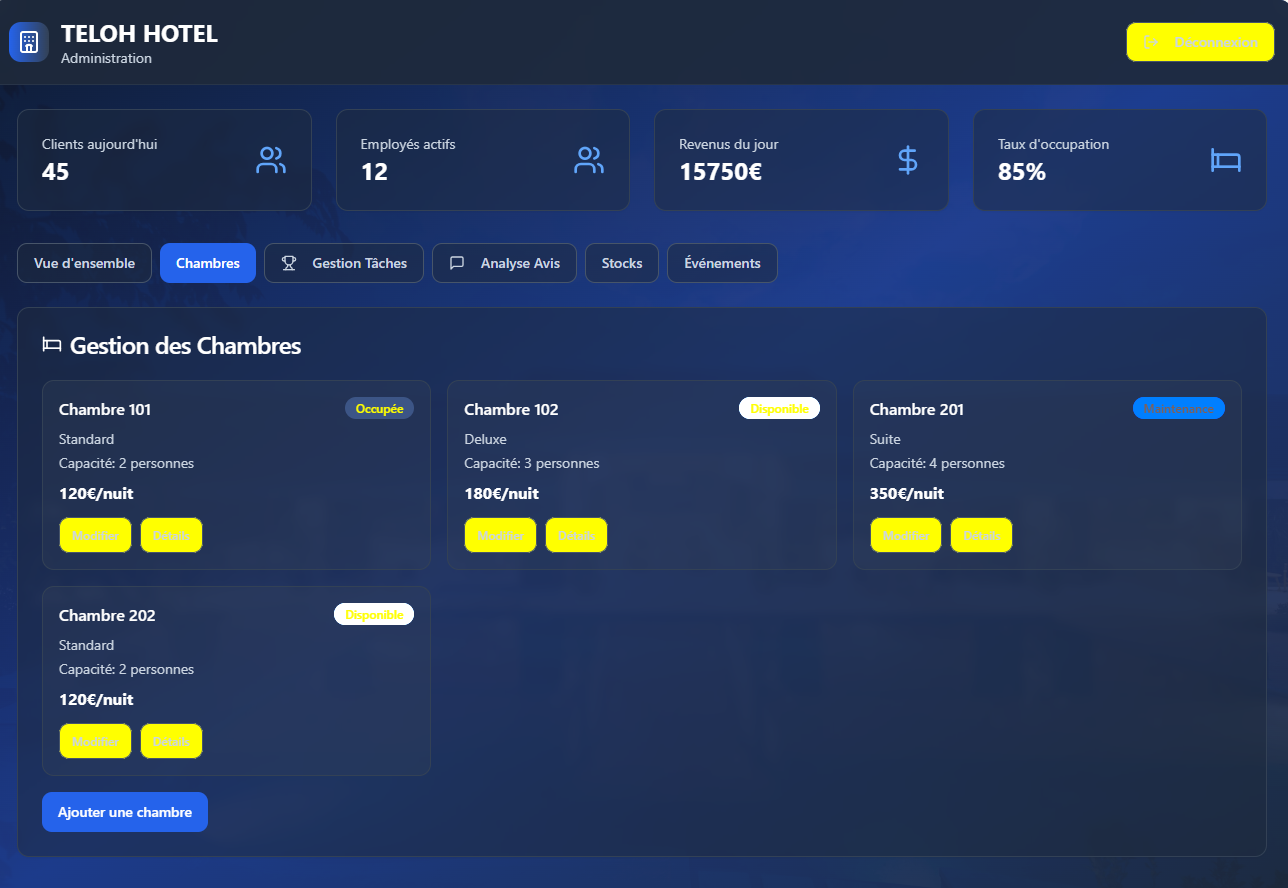 TELOH HOTEL
Administration
Déconnexion
Clients aujourd'hui
45
Employés actifs
12
Revenus du jour
15750€
Taux d'occupation
85%
Vue d'ensemble
Chambres
Gestion Tâches
Analyse Avis
Stocks
Événements
Gestion des Chambres
Chambre 101
Occupée
Standard
Capacité: 2 personnes
120€/nuit
Modifier
Détails
Chambre 102
Disponible
Deluxe
Capacité: 3 personnes
180€/nuit
Modifier
Détails
Chambre 201
Maintenance
Suite
Capacité: 4 personnes
350€/nuit
Modifier
Détails
Chambre 202
Disponible
Standard
Capacité: 2 personnes
120€/nuit
Modifier
Détails
Ajouter une chambre